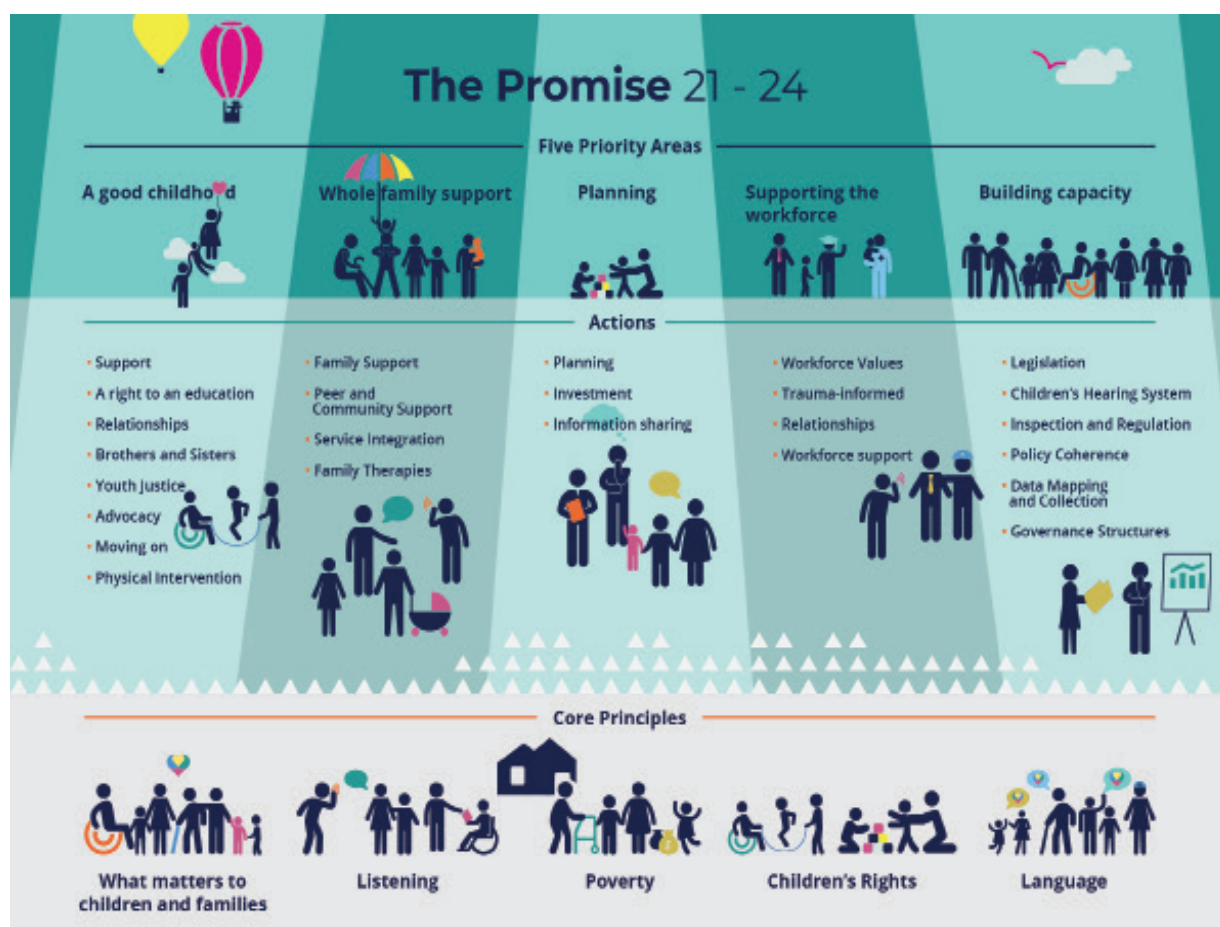 The Promise 21 - 24
Five Priority Areas
A good childhood
Whole family support
Planning
Supporting the
workforce
Building capacity
Actions
• Support
• A right to an education
• Relationships
• Brothers and Sisters
• Youth Justice
• Advocacy
• Moving on
• Physical Intervention
• Family Support
• Peer and
Community Support
• Service Integration
• Family Therapies
• Planning
• Investment
• Information sharing
• Workforce Values
• Trauma-informed
• Relationships
• Workforce support
• Legislation
• Children's Hearing System
• Inspection and Regulation
• Policy Coherence
• Data Mapping
and Collection
• Governance Structures
Core Principles
What matters to
children and families
Listening
Poverty
Children's Rights
Language